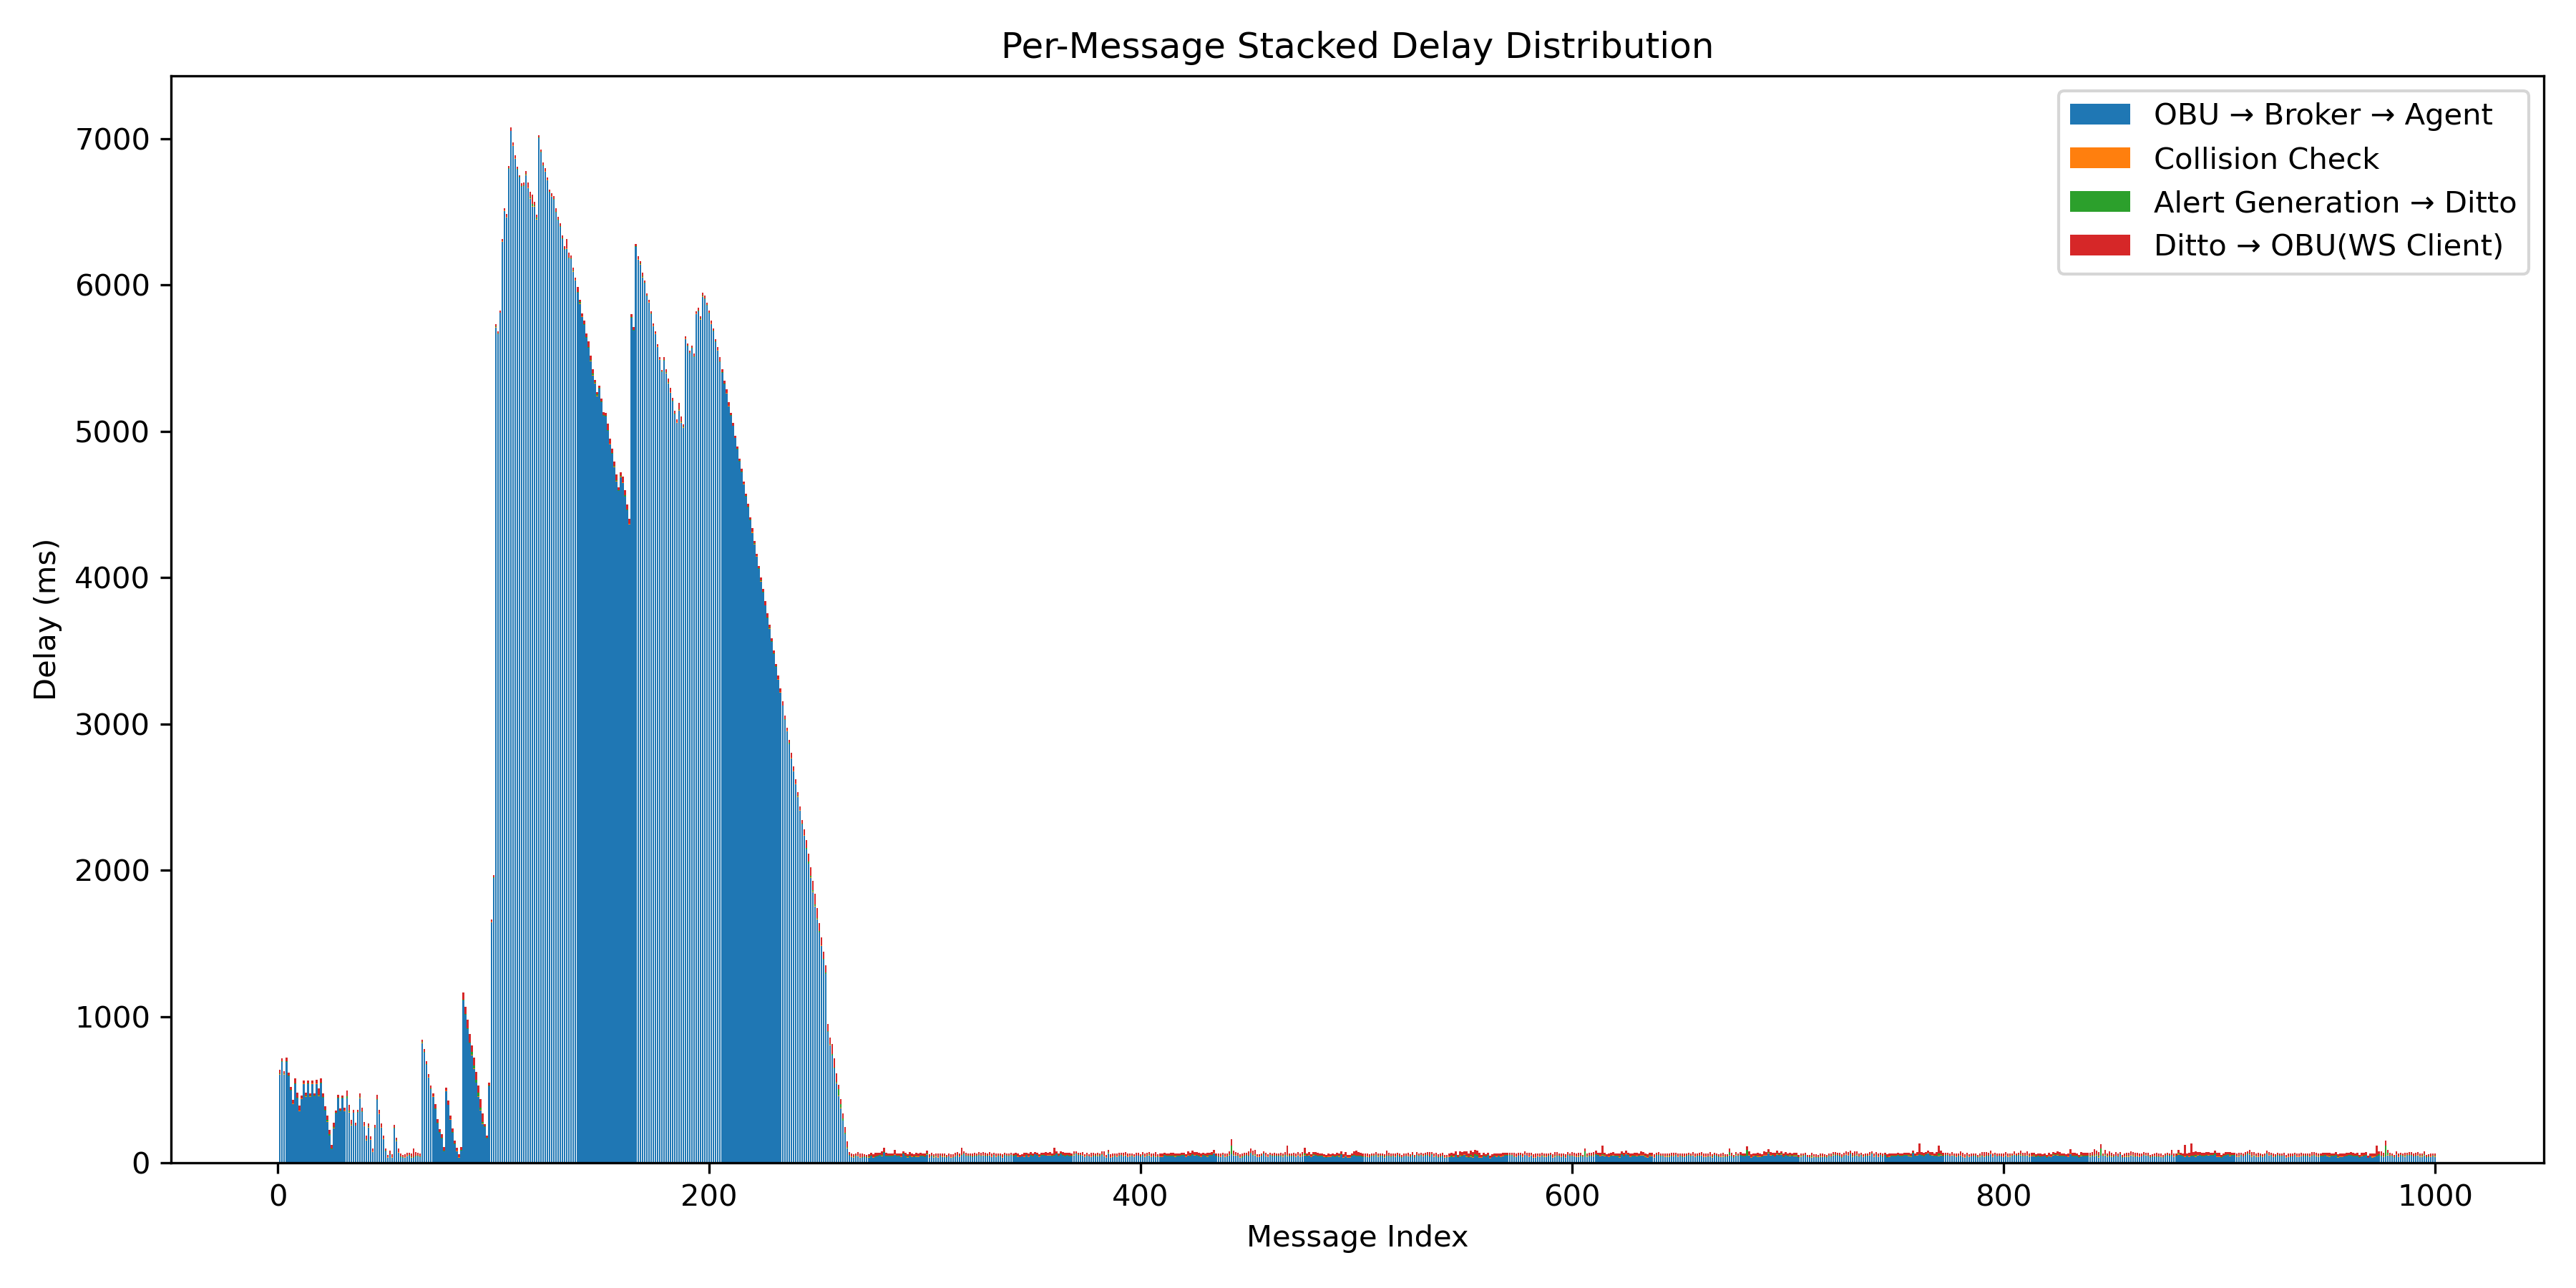 Per-Message Stacked Delay Distribution
OBU → Broker → Agent
Collision Check
Alert Generation → Ditto
Ditto → OBU(WS Client)
7000
6000
5000
4000
3000
2000
1000
0
Delay (ms)
0 200 400 600 800 1000
Message Index